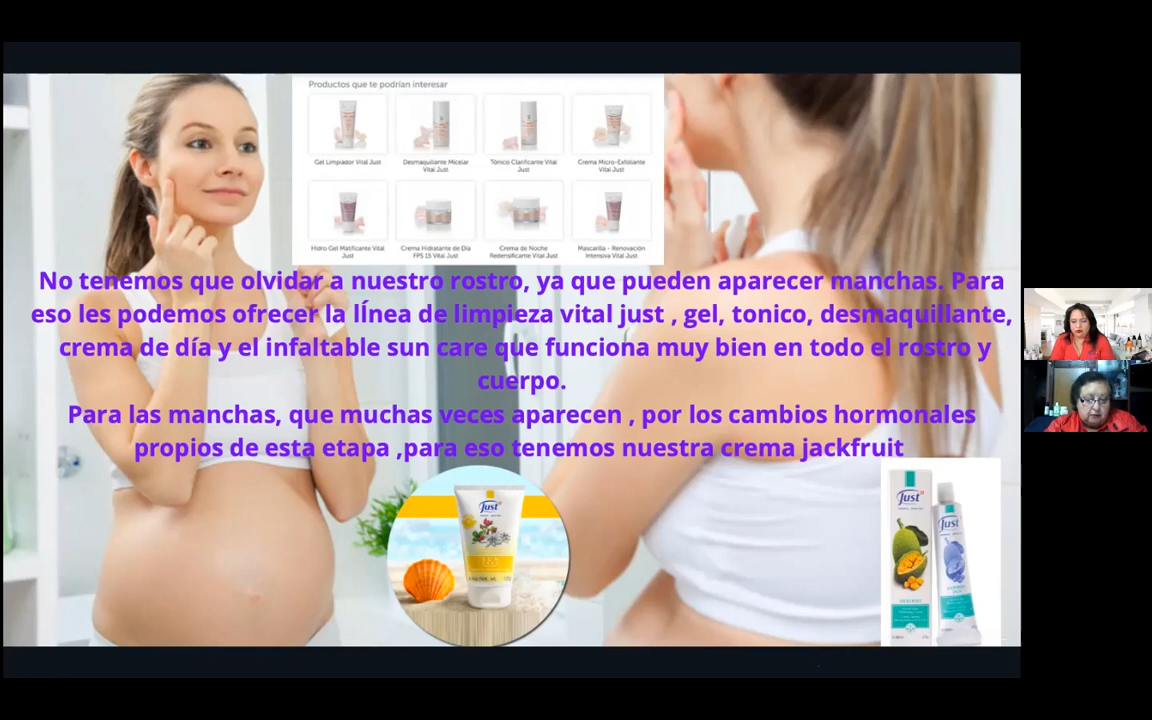 Productos que te podrían interesar
Gel Limpiador Vital Just
Desmaquillante Micelar
Vital Just
Tónico Clarificante Vital
Just
Crema Micro-Exfoliante
Vital Just
Hidro Gel Matificante Vital
Just
Crema Hidratante de Día
FPS 15 Vital Just
Crema de Noche
Redensificante Vital Just
Mascarilla - Renovación
Intensiva Vital Just
No tenemos que olvidar a nuestro rostro, ya que pueden aparecer manchas. Para
eso les podemos ofrecer la lÍnea de limpieza vital just , gel, tonico, desmaquillante,
crema de día y el infaltable sun care que funciona muy bien en todo el rostro y
cuerpo.
Para las manchas, que muchas veces aparecen , por los cambios hormonales
propios de esta etapa ,para eso tenemos nuestra crema jackfruit
Just
Just
Just